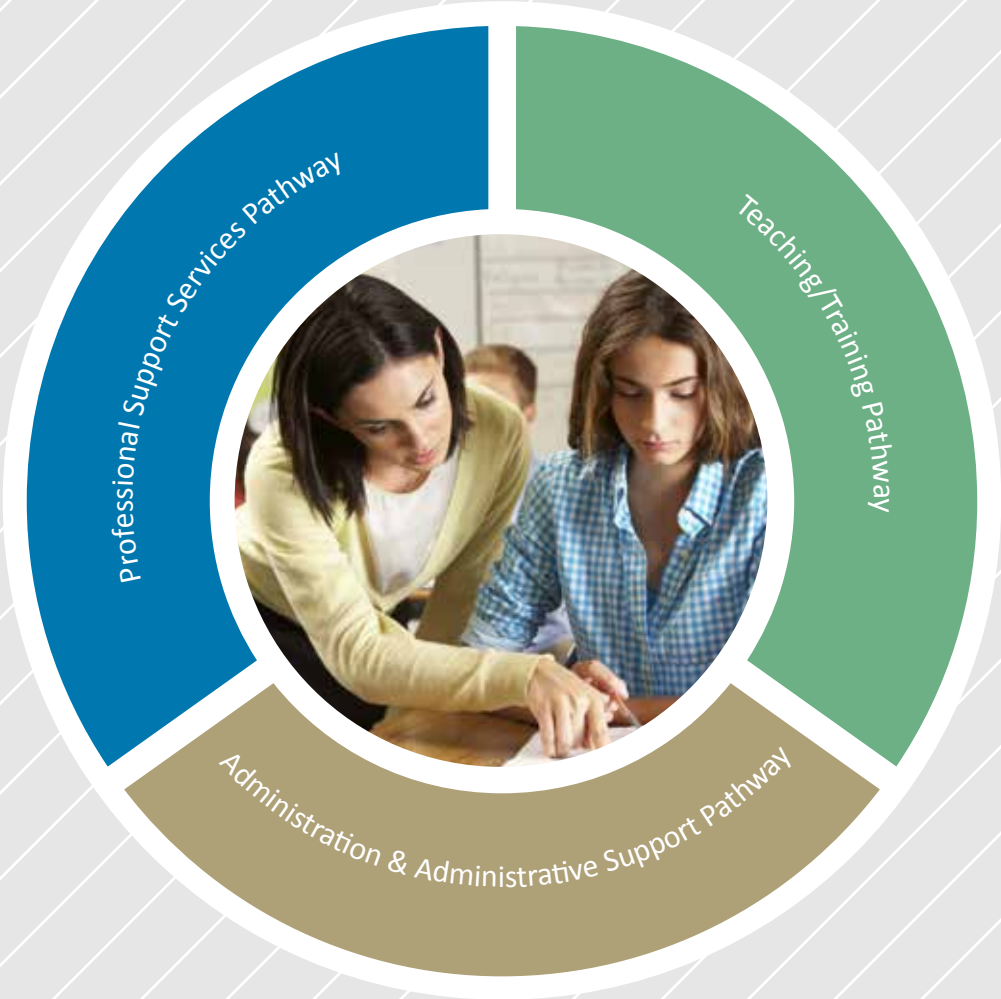 Professional Support Services Pathway
Teaching/Training Pathway
Administration & Administrative Support Pathway